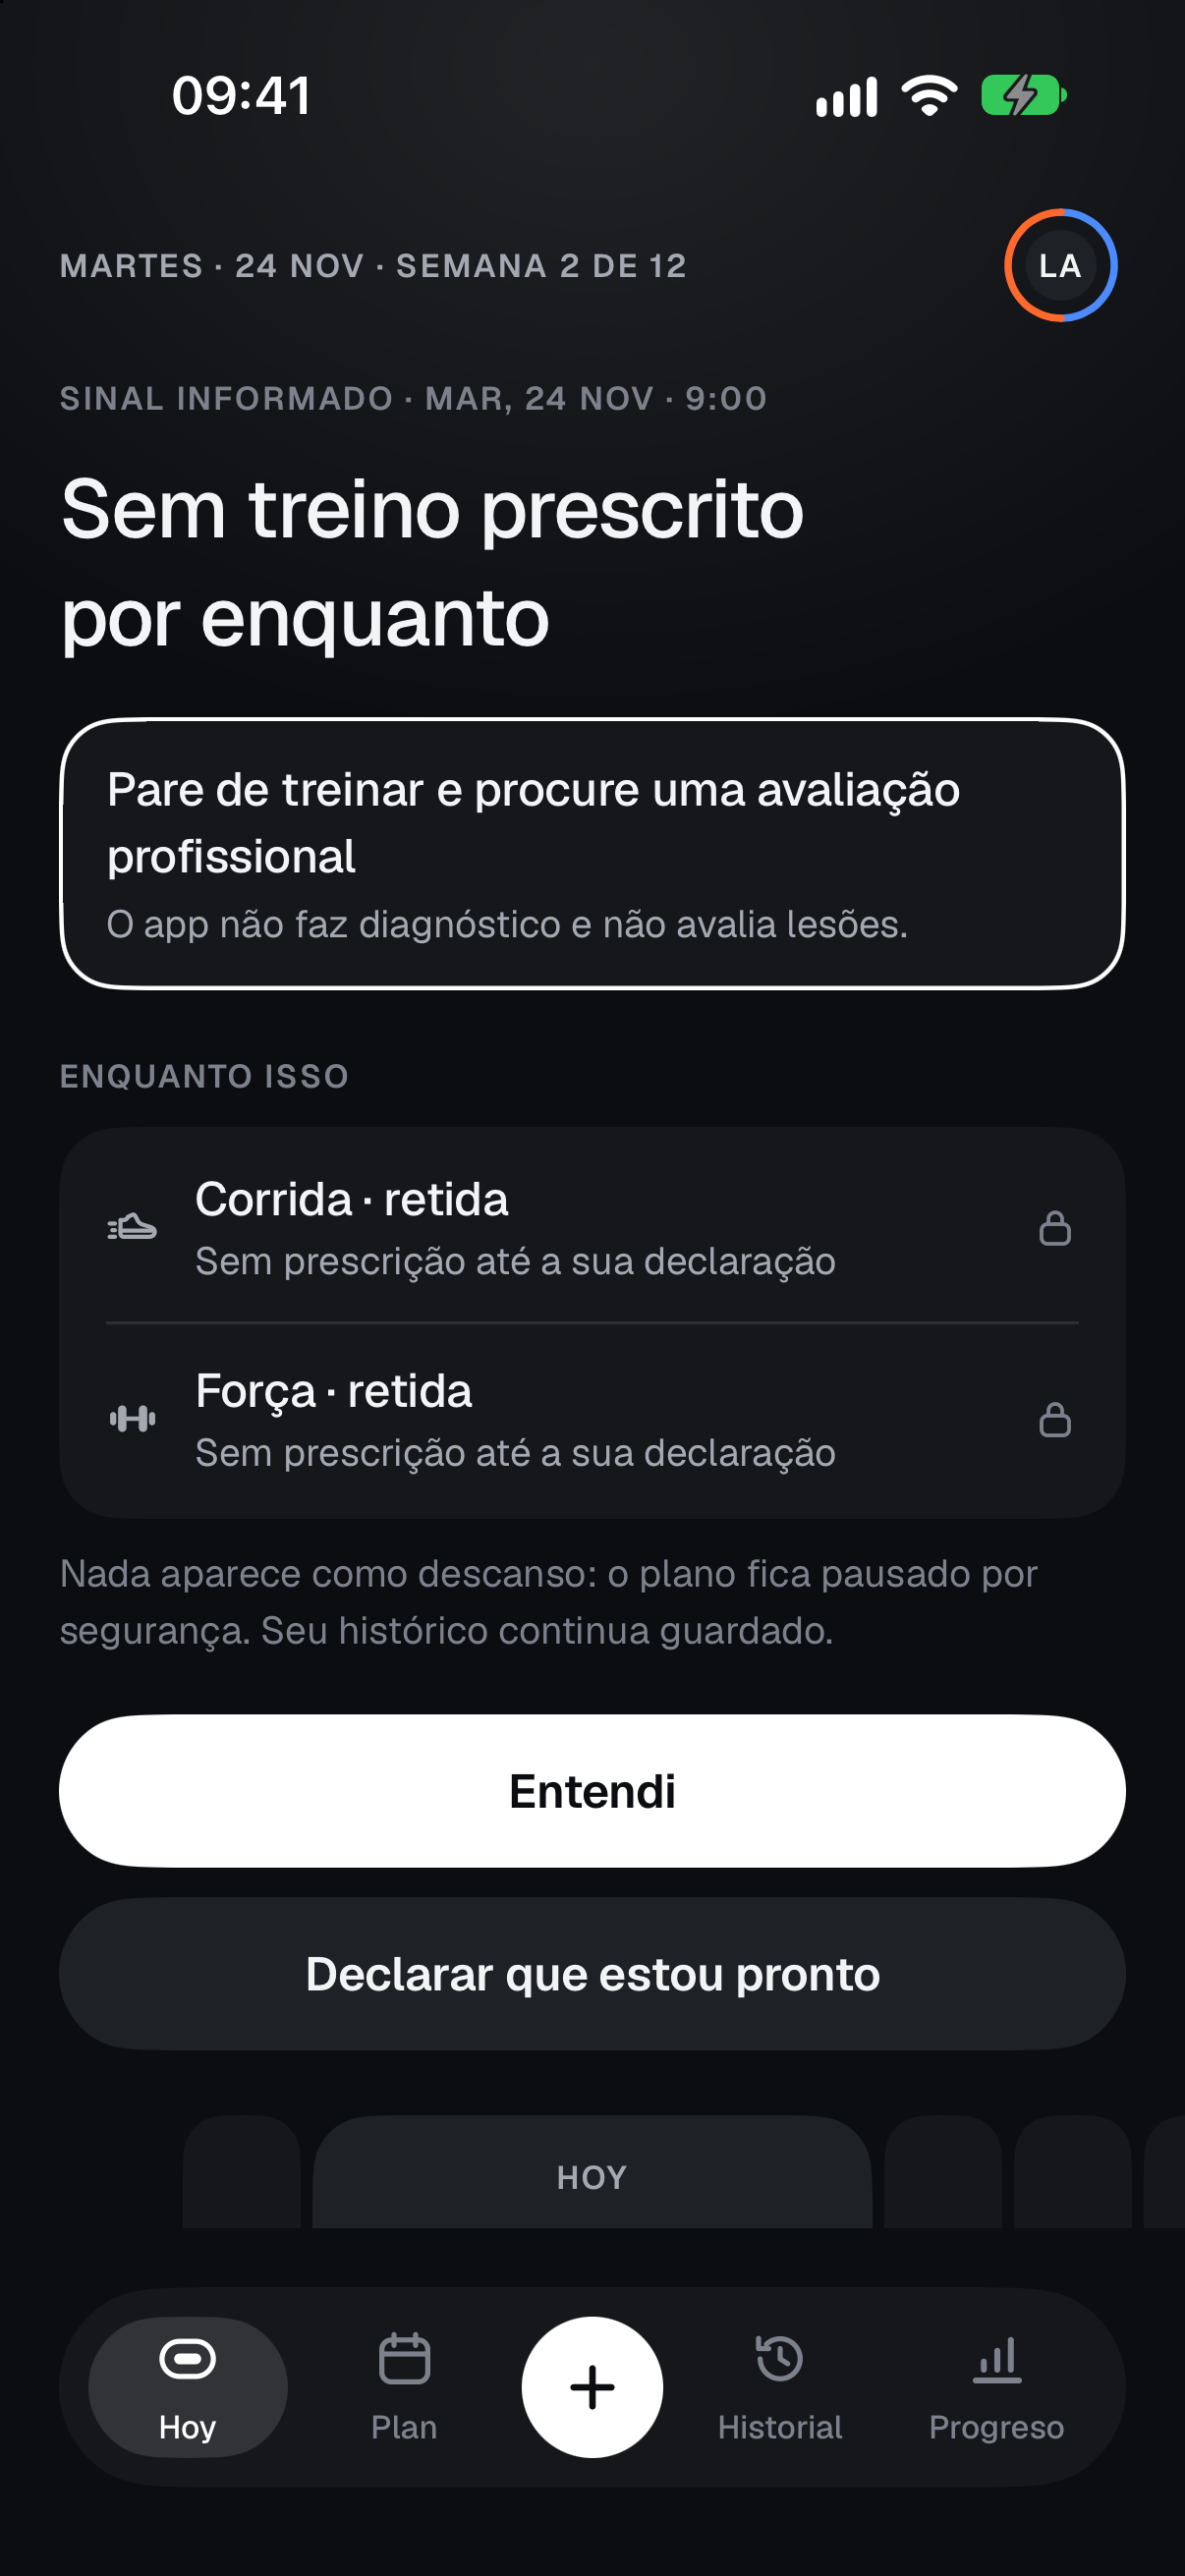 09:41
MARTES · 24 NOV · SEMANA 2 DE 12
LA
SINAL INFORMADO · MAR, 24 NOV · 9:00
Sem treino prescrito
por enquanto
Pare de treinar e procure uma avaliação
profissional
O app não faz diagnóstico e não avalia lesões.
ENQUANTO ISSO
Corrida · retida
Sem prescrição até a sua declaração
Força · retida
Sem prescrição até a sua declaração
Nada aparece como descanso: o plano fica pausado por
segurança. Seu histórico continua guardado.
Entendi
Declarar que estou pronto
HOY
Hoy
Plan
Historial
Progreso